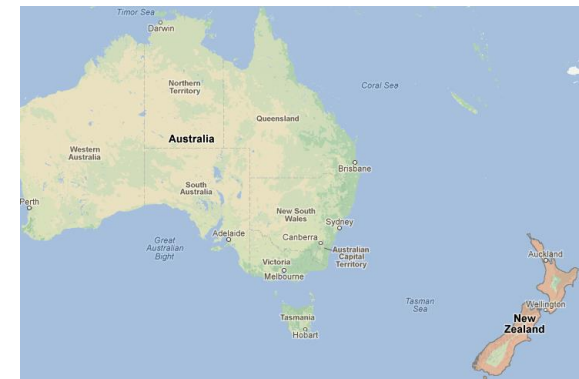 Timor Sea
Darwin
Northern
Territory
Coral Sea
Queensland
Australia
Western
Australia
Brisbane
South
Australia
Perth
New South
Wales
Sydney
Adelaide
Canberra
Great
Australian
Bight
Australian
Capital
Territory
Victoria
Melbourne
Auckland
Tasman
Sea
Wellington
New
Zealand
Tasmania
Hobart